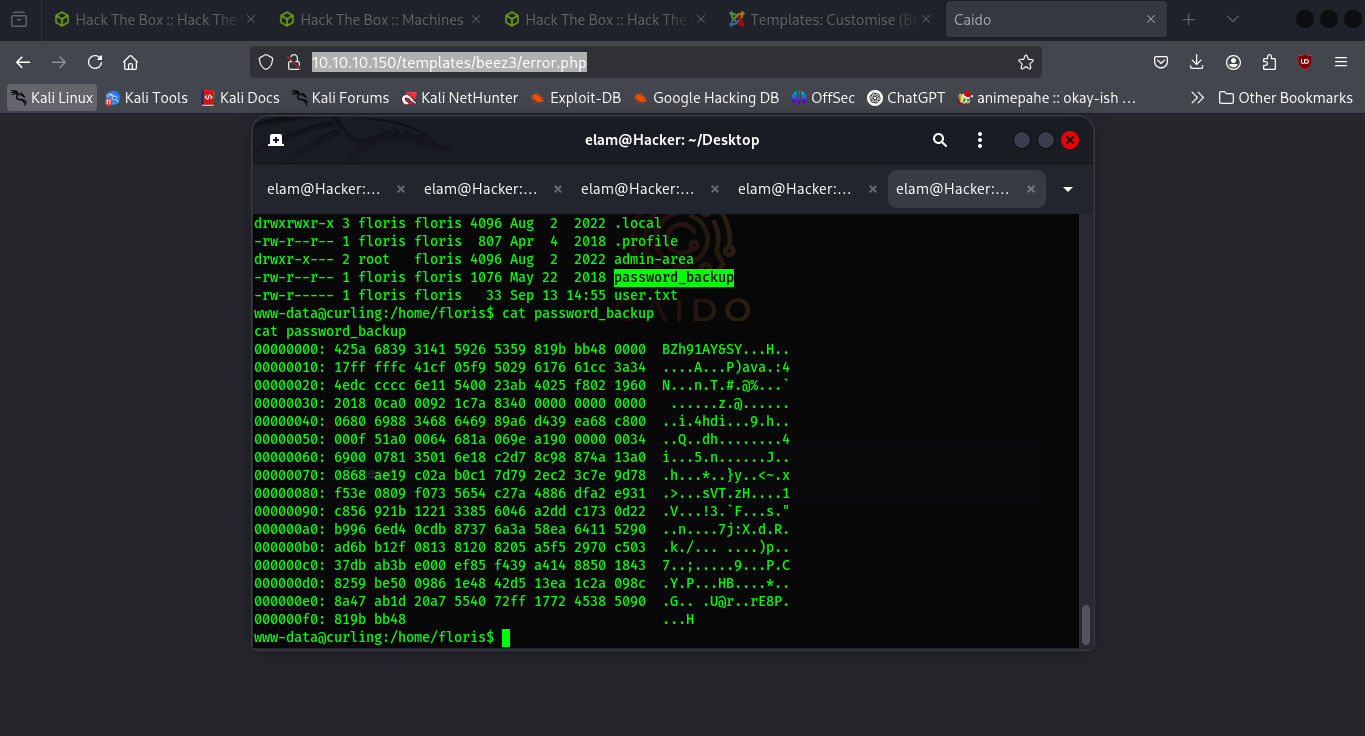 Hack The Box :: Hack The
Hack The Box :: Machines
Hack The Box :: Hack The
Templates: Customise (Be
Caido
10.10.10.150/templates/beez3/error.php
Kali Linux
Kali Tools
Kali Docs
Kali Forums
Kali NetHunter
Exploit-DB
Google Hacking DB
OffSec
ChatGPT
animepahe :: okay-ish ...
Other Bookmarks
elam@Hacker: ~/Desktop
elam@Hacker:...
elam@Hacker:...
elam@Hacker:...
elam@Hacker:...
elam@Hacker:...
drwxrwxr-x 3 floris floris 4096 Aug  2  2022 .local
-rw-r--r-- 1 floris floris  807 Apr  4  2018 .profile
drwxr-x--- 2 root   floris 4096 Aug  2  2022 admin-area
-rw-r--r-- 1 floris floris 1076 May 22  2018 password_backup
-rw-r----- 1 floris floris   33 Sep 13 14:55 user.txt
www-data@curling:/home/floris$ cat password_backup
cat password_backup
00000000: 425a 6839 3141 5926 5359 819b bb48 0000  BZh91AY&SY...H..
00000010: 17ff fffc 41cf 05f9 5029 6176 61cc 3a34  ....A...P)ava.:4
00000020: 4edc cccc 6e11 5400 23ab 4025 f802 1960  N...n.T.#.@%...`
00000030: 2018 0ca0 0092 1c7a 8340 0000 0000 0000   ......z.@......
00000040: 0680 6988 3468 6469 89a6 d439 ea68 c800  ..i.4hdi...9.h..
00000050: 000f 51a0 0064 681a 069e a190 0000 0034  ..Q..dh........4
00000060: 6900 0781 3501 6e18 c2d7 8c98 874a 13a0  i...5.n......J..
00000070: 0868 ae19 c02a b0c1 7d79 2ec2 3c7e 9d78  .h...*..}y..<~.x
00000080: f53e 0809 f073 5654 c27a 4886 dfa2 e931  .>...sVT.zH....1
00000090: c856 921b 1221 3385 6046 a2dd c173 0d22  .V...!3.`F...s."
000000a0: b996 6ed4 0cdb 8737 6a3a 58ea 6411 5290  ..n....7j:X.d.R.
000000b0: ad6b b12f 0813 8120 8205 a5f5 2970 c503  .k./... ....)p..
000000c0: 37db ab3b e000 ef85 f439 a414 8850 1843  7..;.....9...P.C
000000d0: 8259 be50 0986 1e48 42d5 13ea 1c2a 098c  .Y.P...HB....*..
000000e0: 8a47 ab1d 20a7 5540 72ff 1772 4538 5090  .G.. .U@r..rE8P.
000000f0: 819b bb48                                ...H
www-data@curling:/home/floris$